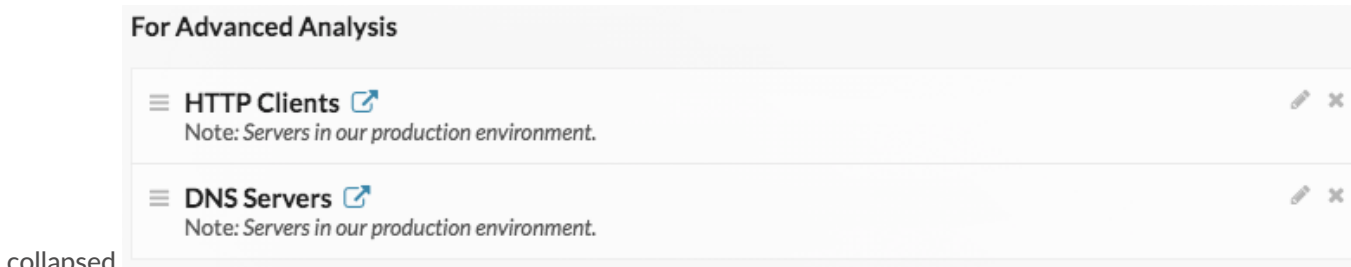 For Advanced Analysis
HTTP Clients
Note: Servers in our production environment.
DNS Servers
Note: Servers in our production environment.
collapsed